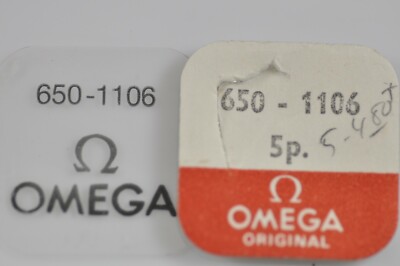 650-1106
Ω
OMEGA
650 - 1106
5p.
Ω
OMEGA
ORIGINAL